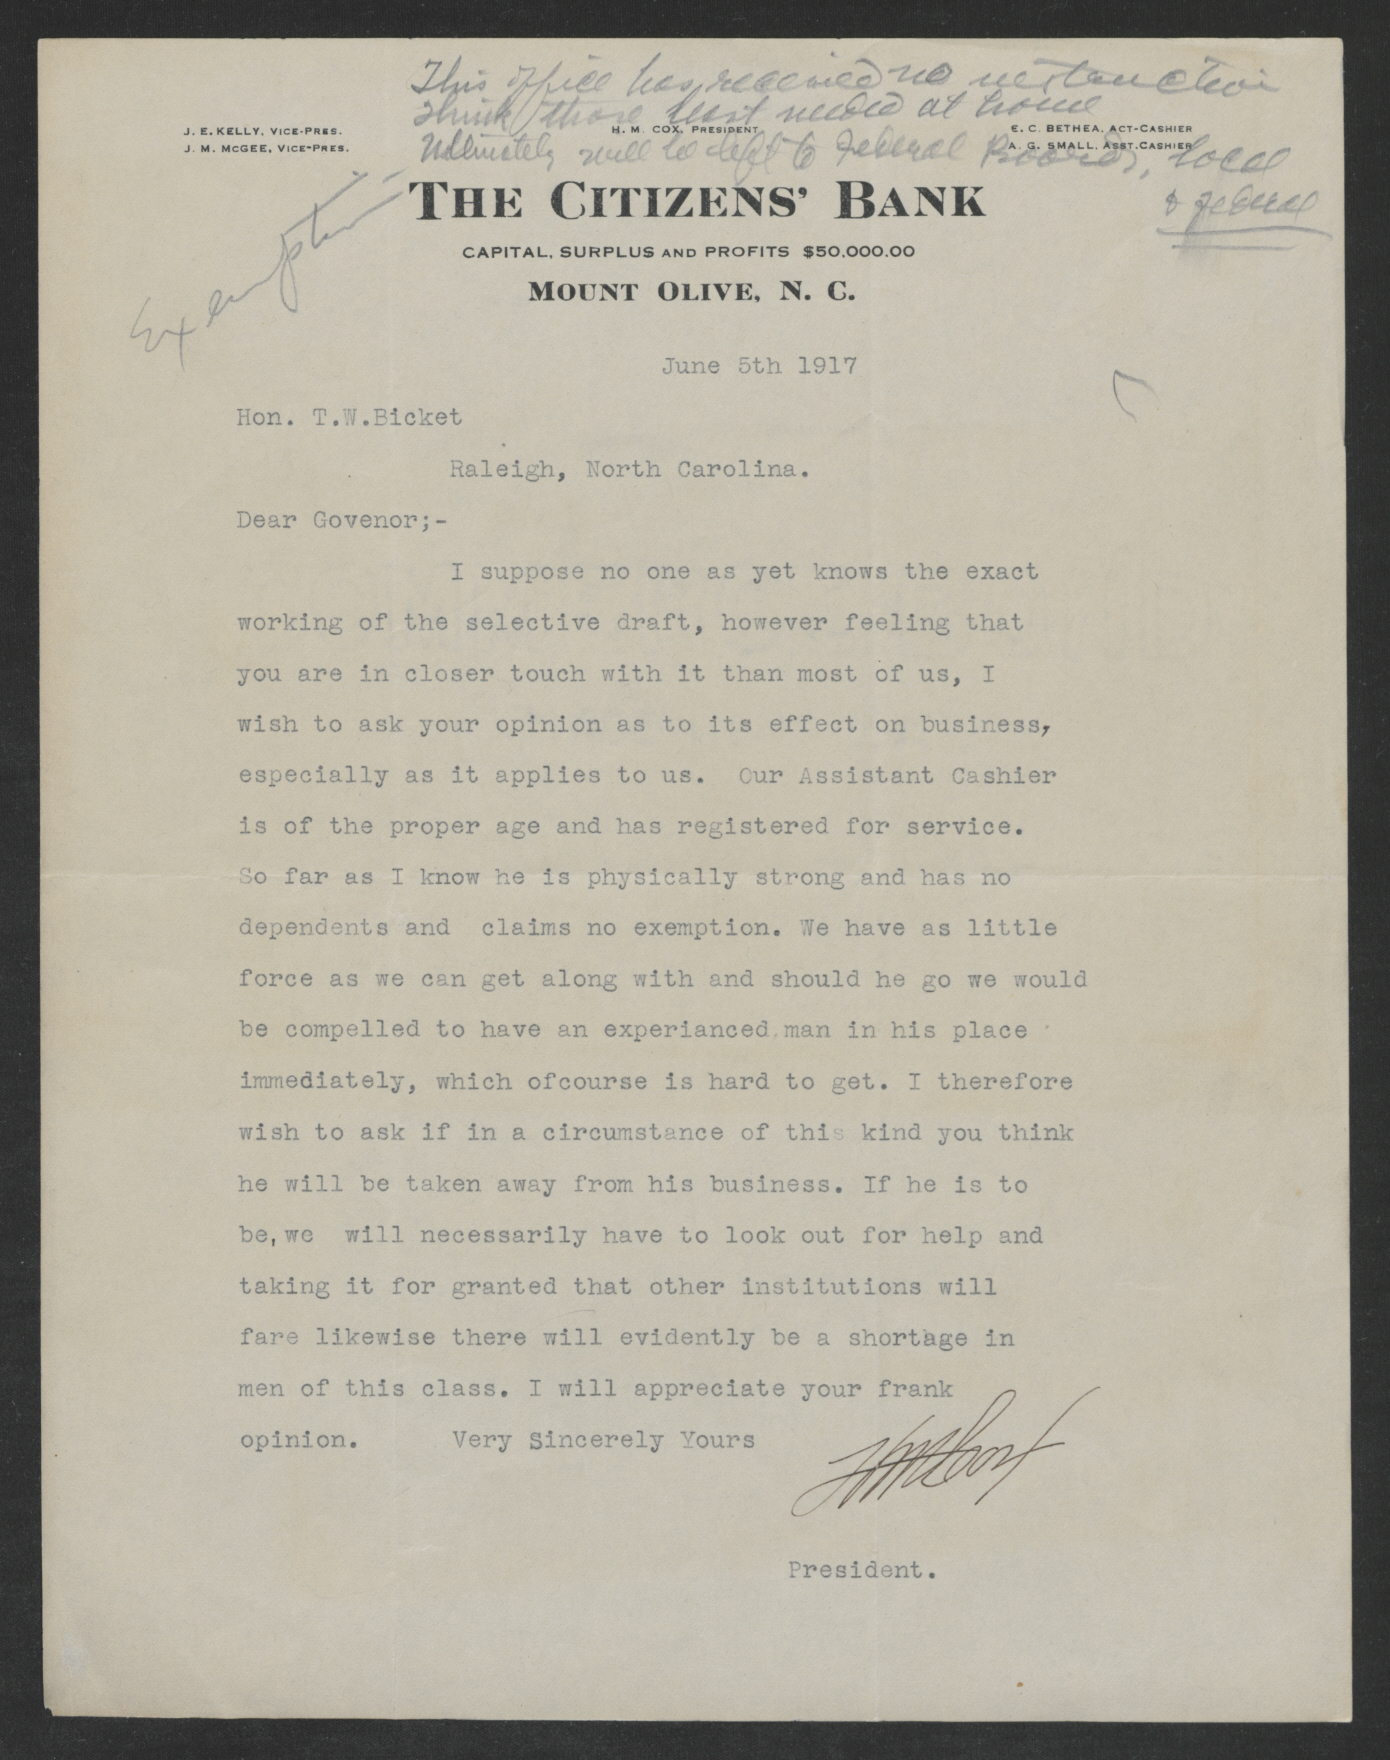 This office has received no instruction
think those least needed at home
Ultimately will be left to Federal Boards, local
& federal
Exemption
J. E. KELLY, VICE-PRES.
J. M. MCGEE, VICE-PRES.
H. M. COX, PRESIDENT
E. C. BETHEA, ACT-CASHIER
A. G. SMALL, ASST. CASHIER
THE CITIZENS' BANK
CAPITAL, SURPLUS AND PROFITS $50,000.00
MOUNT OLIVE, N. C.
June 5th 1917
Hon. T.W.Bicket
Raleigh, North Carolina.
Dear Govenor;-
I suppose no one as yet knows the exact
working of the selective draft, however feeling that
you are in closer touch with it than most of us, I
wish to ask your opinion as to its effect on business,
especially as it applies to us. Our Assistant Cashier
is of the proper age and has registered for service.
So far as I know he is physically strong and has no
dependents and claims no exemption. We have as little
force as we can get along with and should he go we would
be compelled to have an experianced man in his place
immediately, which ofcourse is hard to get. I therefore
wish to ask if in a circumstance of this kind you think
he will be taken away from his business. If he is to
be,we will necessarily have to look out for help and
taking it for granted that other institutions will
fare likewise there will evidently be a shortage in
men of this class. I will appreciate your frank
opinion. Very Sincerely Yours
HMCox
President.